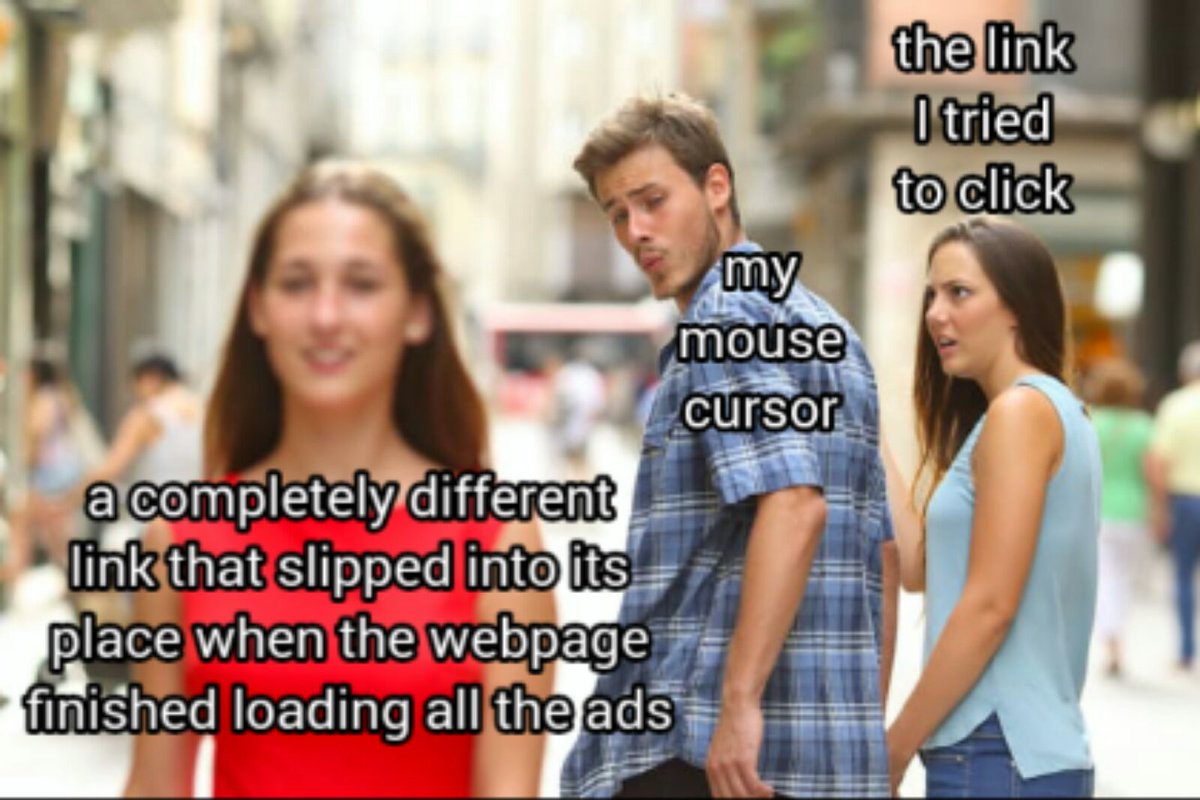 the link
I tried
to click
my
mouse
cursor
a completely different
link that slipped into its
place when the webpage
finished loading all the ads